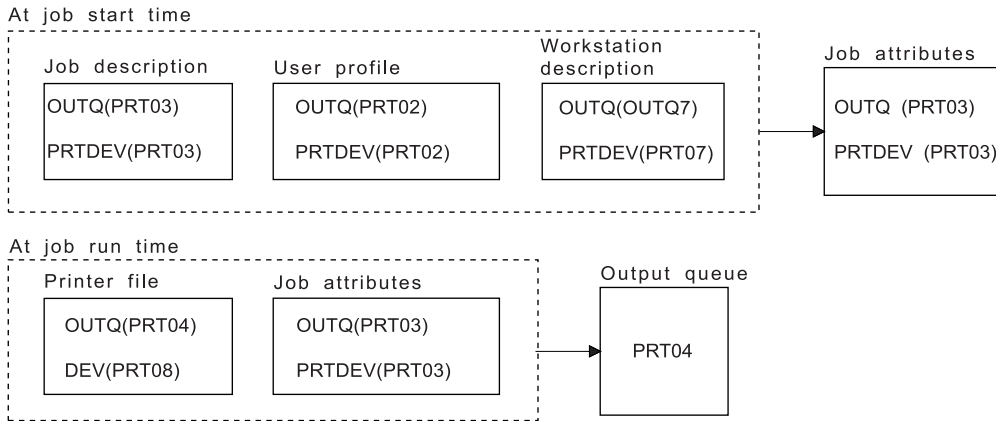 At job start time
Job description
OUTQ(PRT03)
PRTDEV(PRT03)
User profile
OUTQ(PRT02)
PRTDEV(PRT02)
Workstation
description
OUTQ(OUTQ7)
PRTDEV(PRT07)
Job attributes
OUTQ (PRT03)
PRTDEV (PRT03)
At job run time
Printer file
OUTQ(PRT04)
DEV(PRT08)
Job attributes
OUTQ(PRT03)
PRTDEV(PRT03)
Output queue
PRT04